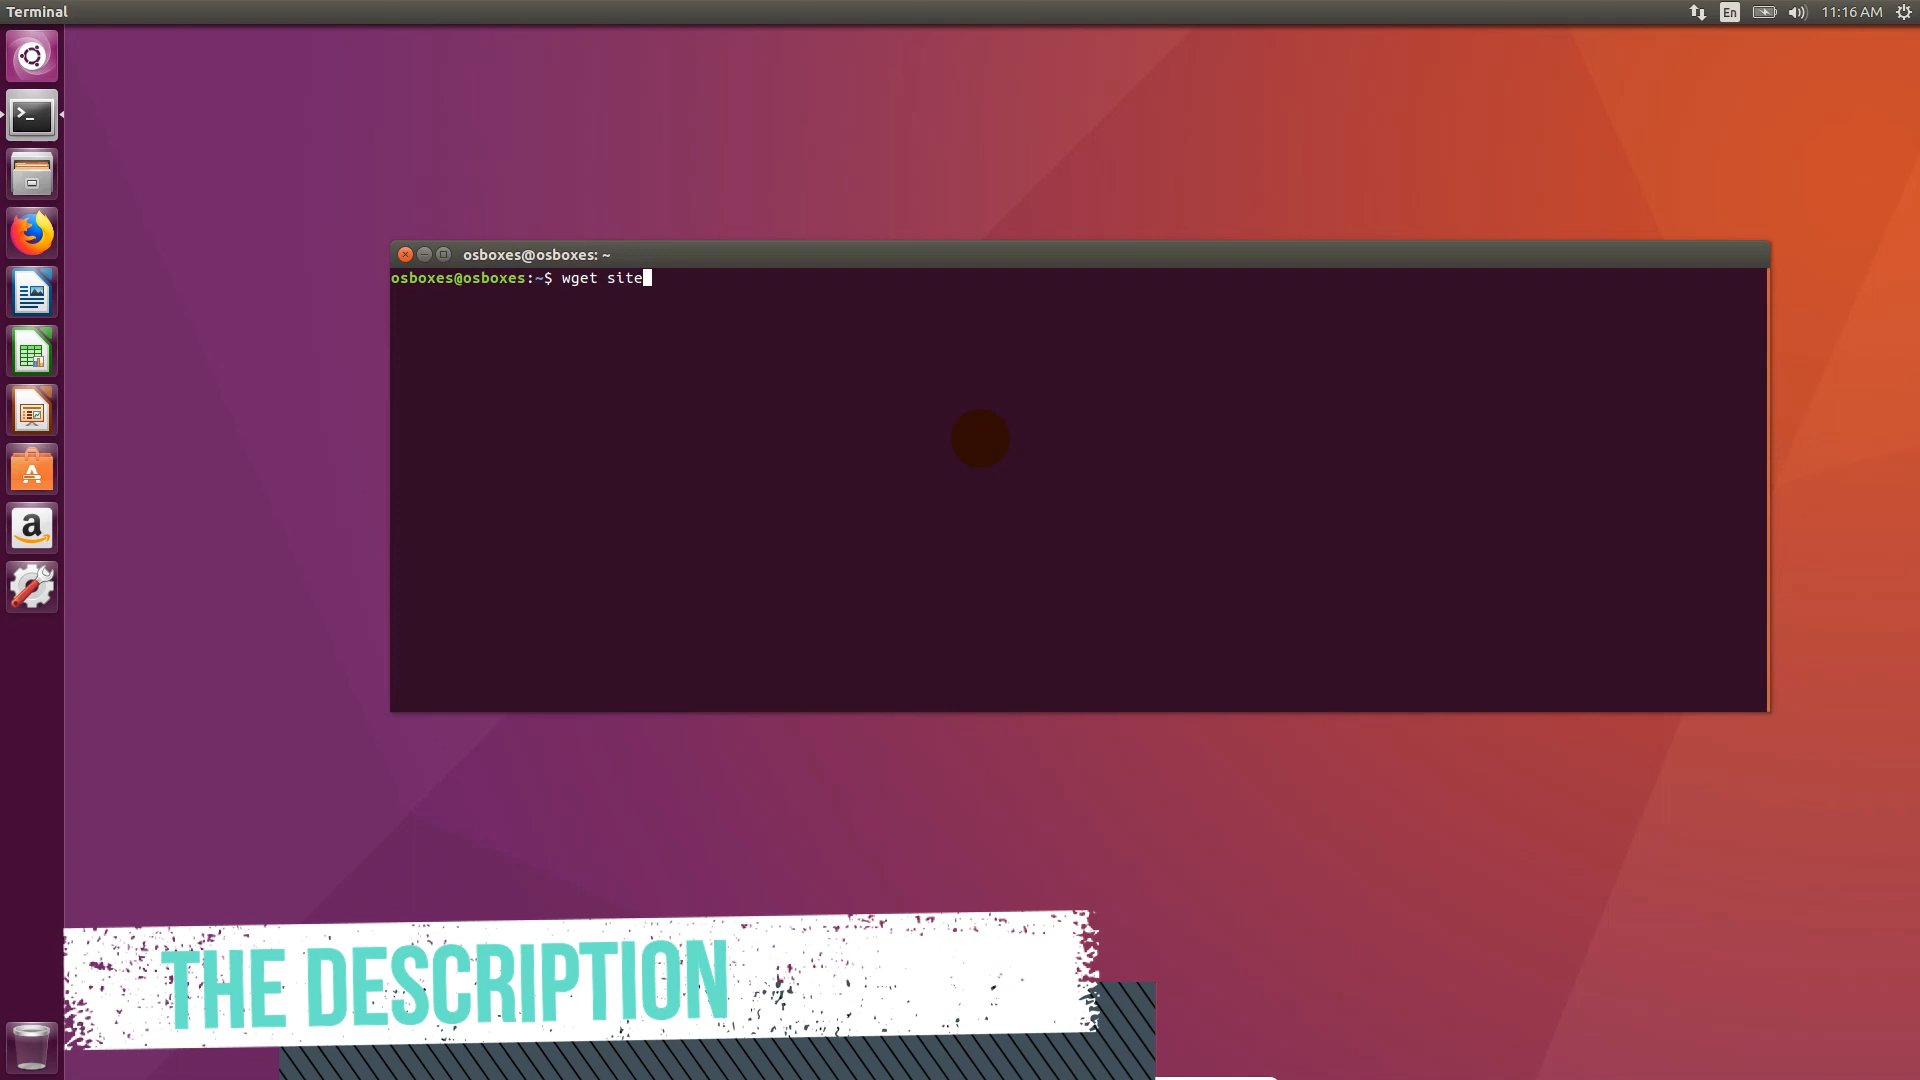 Terminal
En
11:16 AM
osboxes@osboxes: ~
osboxes@osboxes:~$ wget site
THE DESCRIPTION